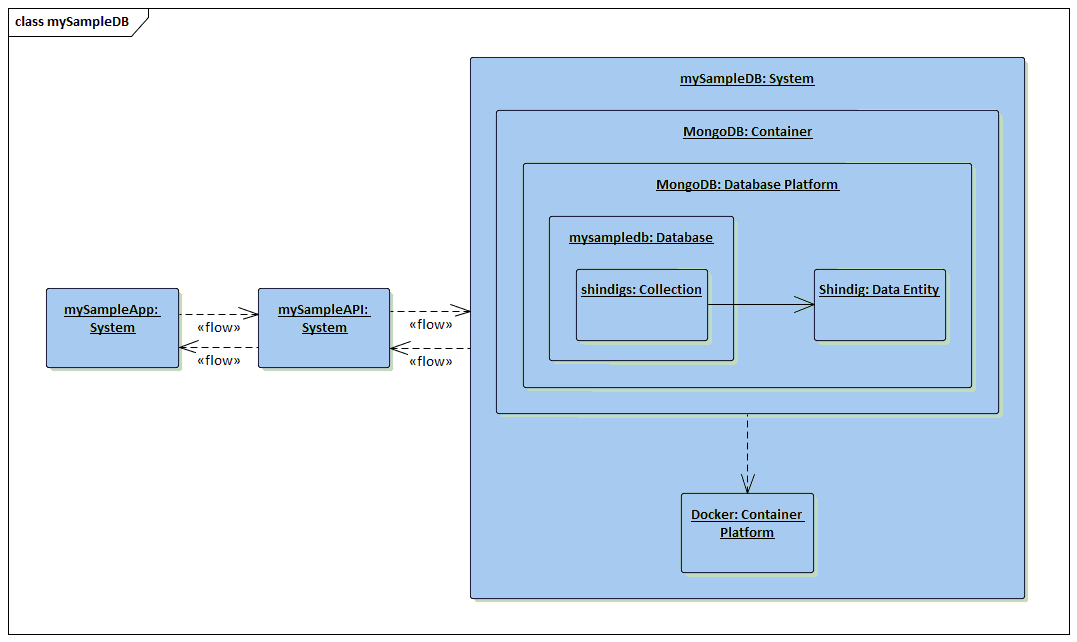 class mySampleDB
mySampleDB: System
MongoDB: Container
MongoDB: Database Platform
mysampledb: Database
shindigs: Collection
Shindig: Data Entity
mySampleApp:
System
«flow»
«flow»
mySampleAPI:
System
«flow»
«flow»
Docker: Container
Platform